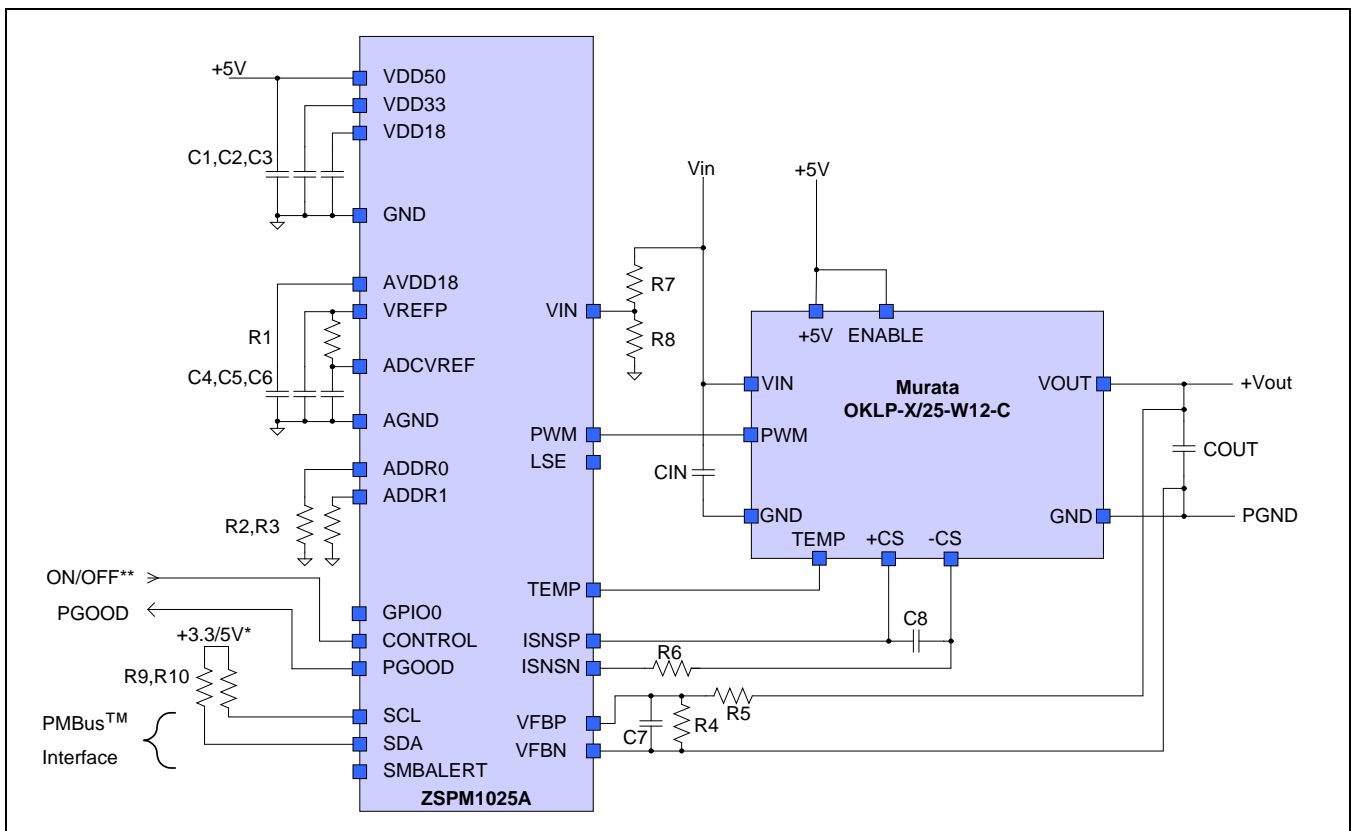 +5V
VDD50
VDD33
VDD18
C1,C2,C3
GND
AVDD18
VREFP
R1
ADCVREF
C4,C5,C6
AGND
ADDR0
ADDR1
R2,R3
ON/OFF**
PGOOD
+3.3/5V*
R9,R10
PMBus™
Interface
GPIO0
CONTROL
PGOOD
SCL
SDA
SMBALERT
ZSPM1025A
VIN
PWM
LSE
TEMP
ISNSP
ISNSN
VFBP
VFBN
R7
R8
Vin
+5V
CIN
R6
C8
C7
R4
R5
+5V
ENABLE
VIN
PWM
GND
Murata
OKLP-X/25-W12-C
VOUT
GND
TEMP
+CS
-CS
+Vout
COUT
PGND